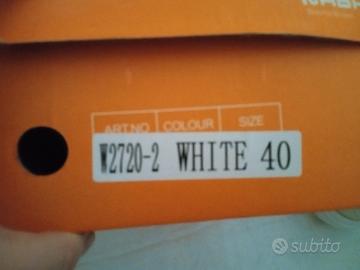 ART.NO COLOUR SIZE
W2720-2 WHITE 40
subito